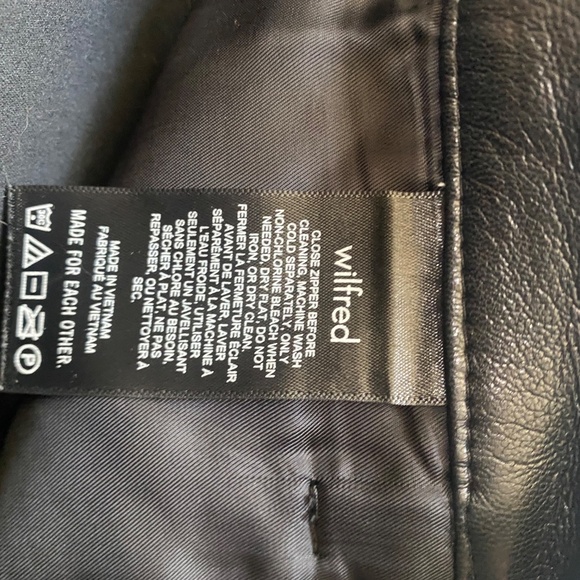 wilfred
CLOSE ZIPPER BEFORE
CLEANING, MACHINE WASH
COLD SEPARATELY, ONLY
NON-CHLORINE BLEACH WHEN
NEEDED, DRY FLAT, DO NOT
IRON, OR DRY CLEAN.
FERMER LA FERMETURE ÉCLAIR
AVANT DE LAVER, LAVER
SÉPARÉMENT À LA MACHINE À
L'EAU FROIDE, UTILISER
SEULEMENT UN JAVELLISANT
SANS CHLORE AU BESOIN,
SÉCHER À PLAT, NE PAS
REPASSER, OU NETTOYER À
SEC.
MADE IN VIETNAM
FABRIQUÉ AU VIETNAM
MADE FOR EACH OTHER.
P